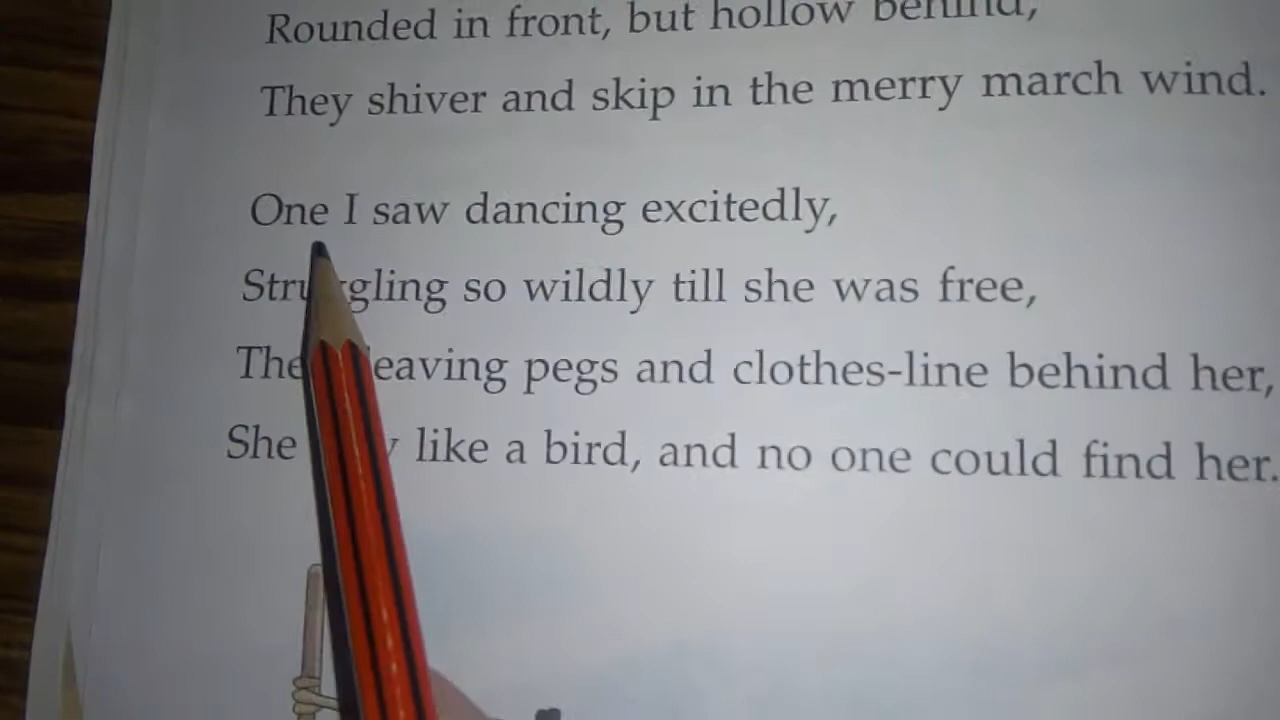 Rounded in front, but hollow behind,
They shiver and skip in the merry march wind.
One I saw dancing excitedly,
Struggling so wildly till she was free,
leaving pegs and clothes-line behind her,
She like a bird, and no one could find her.